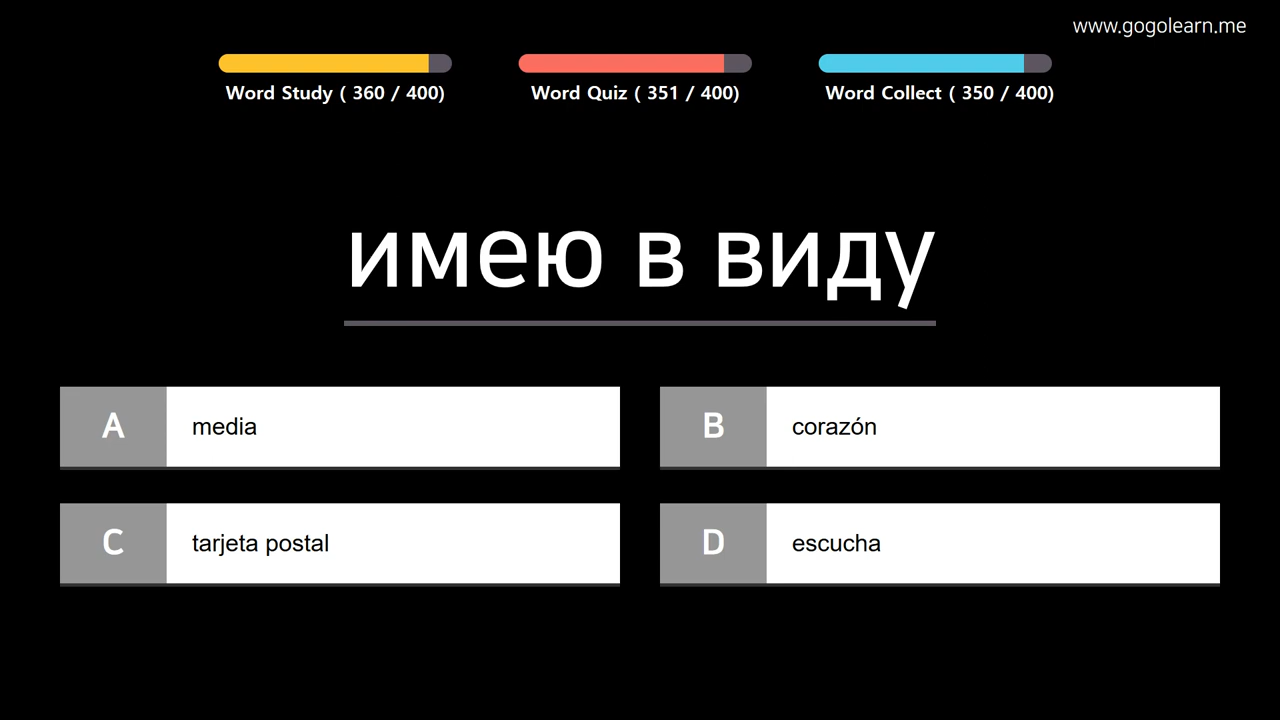 www.gogolearn.me
Word Study ( 360 / 400)
Word Quiz ( 351 / 400)
Word Collect ( 350 / 400)
имею в виду
A media
B corazón
C tarjeta postal
D escucha